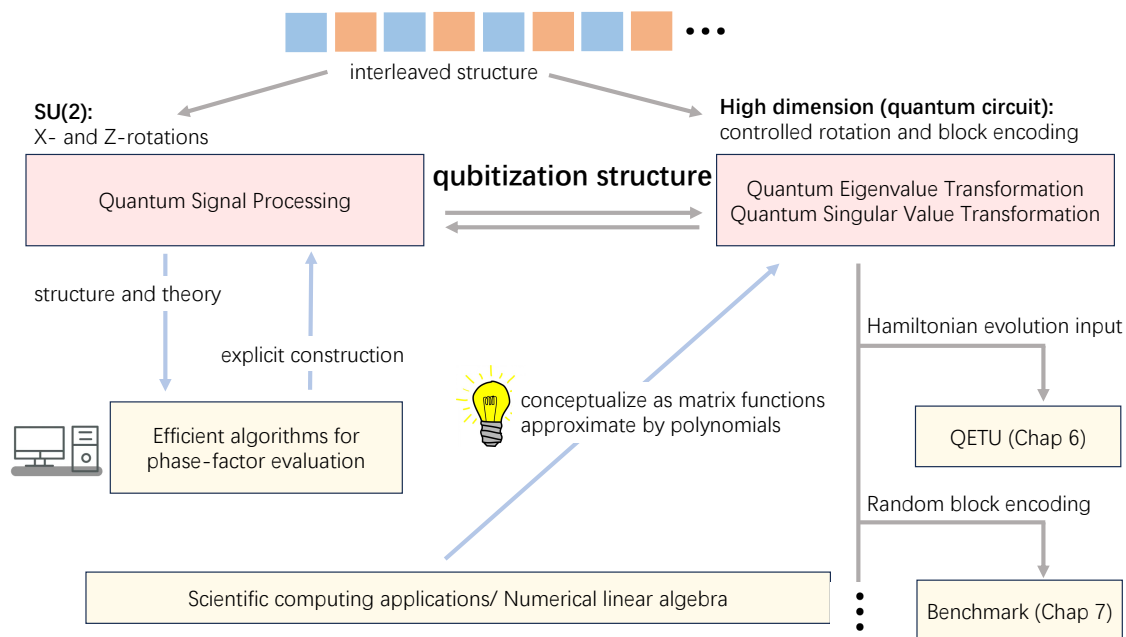 interleaved structure
SU(2):
X- and Z-rotations
High dimension (quantum circuit):
controlled rotation and block encoding
Quantum Signal Processing
qubitization structure
Quantum Eigenvalue Transformation
Quantum Singular Value Transformation
structure and theory
explicit construction
Hamiltonian evolution input
conceptualize as matrix functions
approximate by polynomials
Efficient algorithms for
phase-factor evaluation
QETU (Chap 6)
Random block encoding
Scientific computing applications/ Numerical linear algebra
Benchmark (Chap 7)